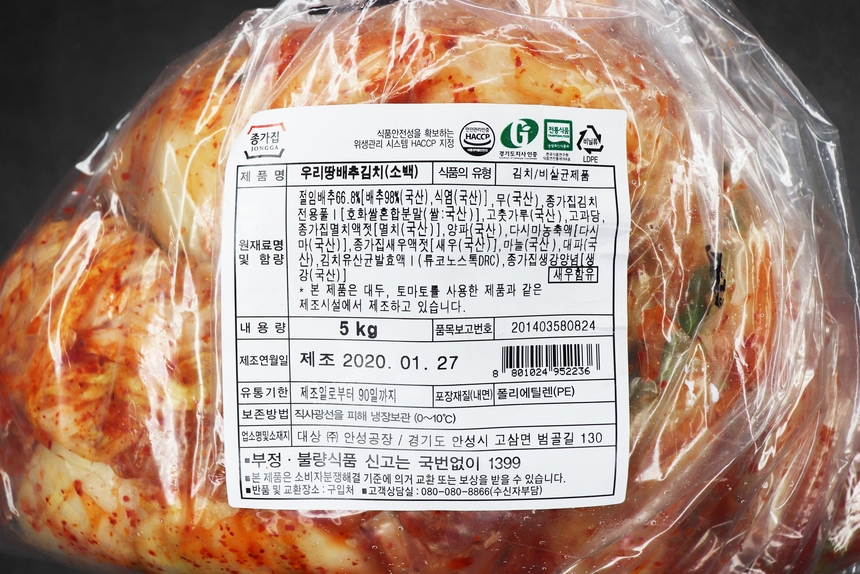 종가집
JONGGA
식품안전성을 확보하는
위생관리 시스템 HACCP 지정
안전관리인증
HACCP
G
경기도지사 인증
전통식품
비닐류
LDPE
제 품 명 우리땅배추김치(소백) 식품의 유형 김치/비살균제품
원재료명 및 함량
절임배추66.8%[배추98%(국산),식염(국산)],무(국산),종가집김치
전용풀Ⅰ[호화쌀혼합분말(쌀:국산)],고춧가루(국산),고과당,
종가집멸치액젓[멸치(국산)],양파(국산),다시마농축액[다시
마(국산)],종가집새우액젓[새우(국산)],마늘(국산),대파(국
산),김치유산균발효액Ⅰ(류코노스톡DRC),종가집생강양념[생
강(국산)]
새우함유
* 본 제품은 대두, 토마토를 사용한 제품과 같은
제조시설에서 제조하고 있습니다.
내 용 량 5 kg 품목보고번호 201403580824
제조연월일 제조 2020. 01. 27
8 801024 952236
유통기한 제조일로부터 90일까지 포장재질(내면) 폴리에틸렌(PE)
보존방법 직사광선을 피해 냉장보관 (0~10℃)
업소명및소재지 대상 ㈜ 안성공장 / 경기도 안성시 고삼면 범골길 130
■부정·불량식품 신고는 국번없이 1399
■본 제품은 소비자분쟁해결 기준에 의거 교환 또는 보상을 받을 수 있습니다.
■반품 및 교환장소 : 구입처 ■고객상담실 : 080-080-8866(수신자부담)